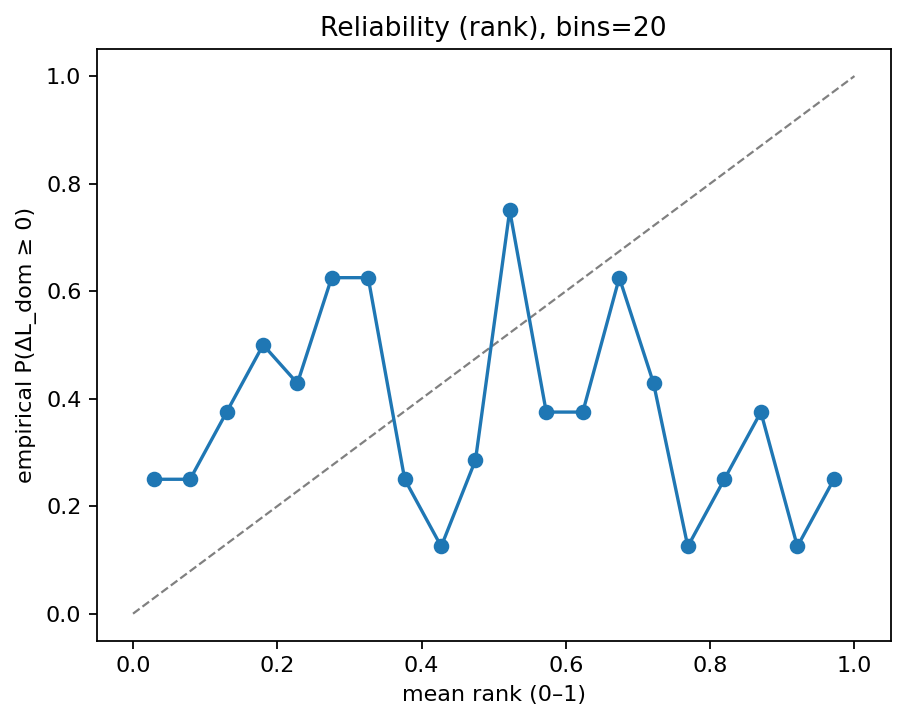 Reliability (rank), bins=20
empirical P(ΔL_dom ≥ 0)
1.0
0.8
0.6
0.4
0.2
0.0
0.0 0.2 0.4 0.6 0.8 1.0
mean rank (0–1)